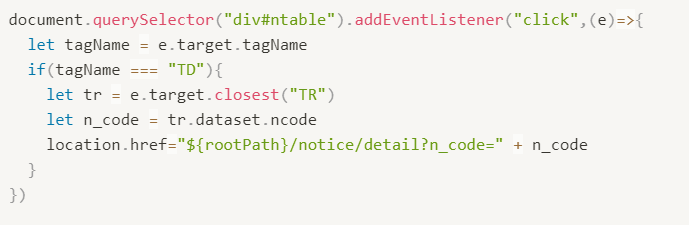 document.querySelector("div#ntable").addEventListener("click",(e)=>{
  let tagName = e.target.tagName
  if(tagName === "TD"){
    let tr = e.target.closest("TR")
    let n_code = tr.dataset.ncode
    location.href="${rootPath}/notice/detail?n_code=" + n_code
  }
})